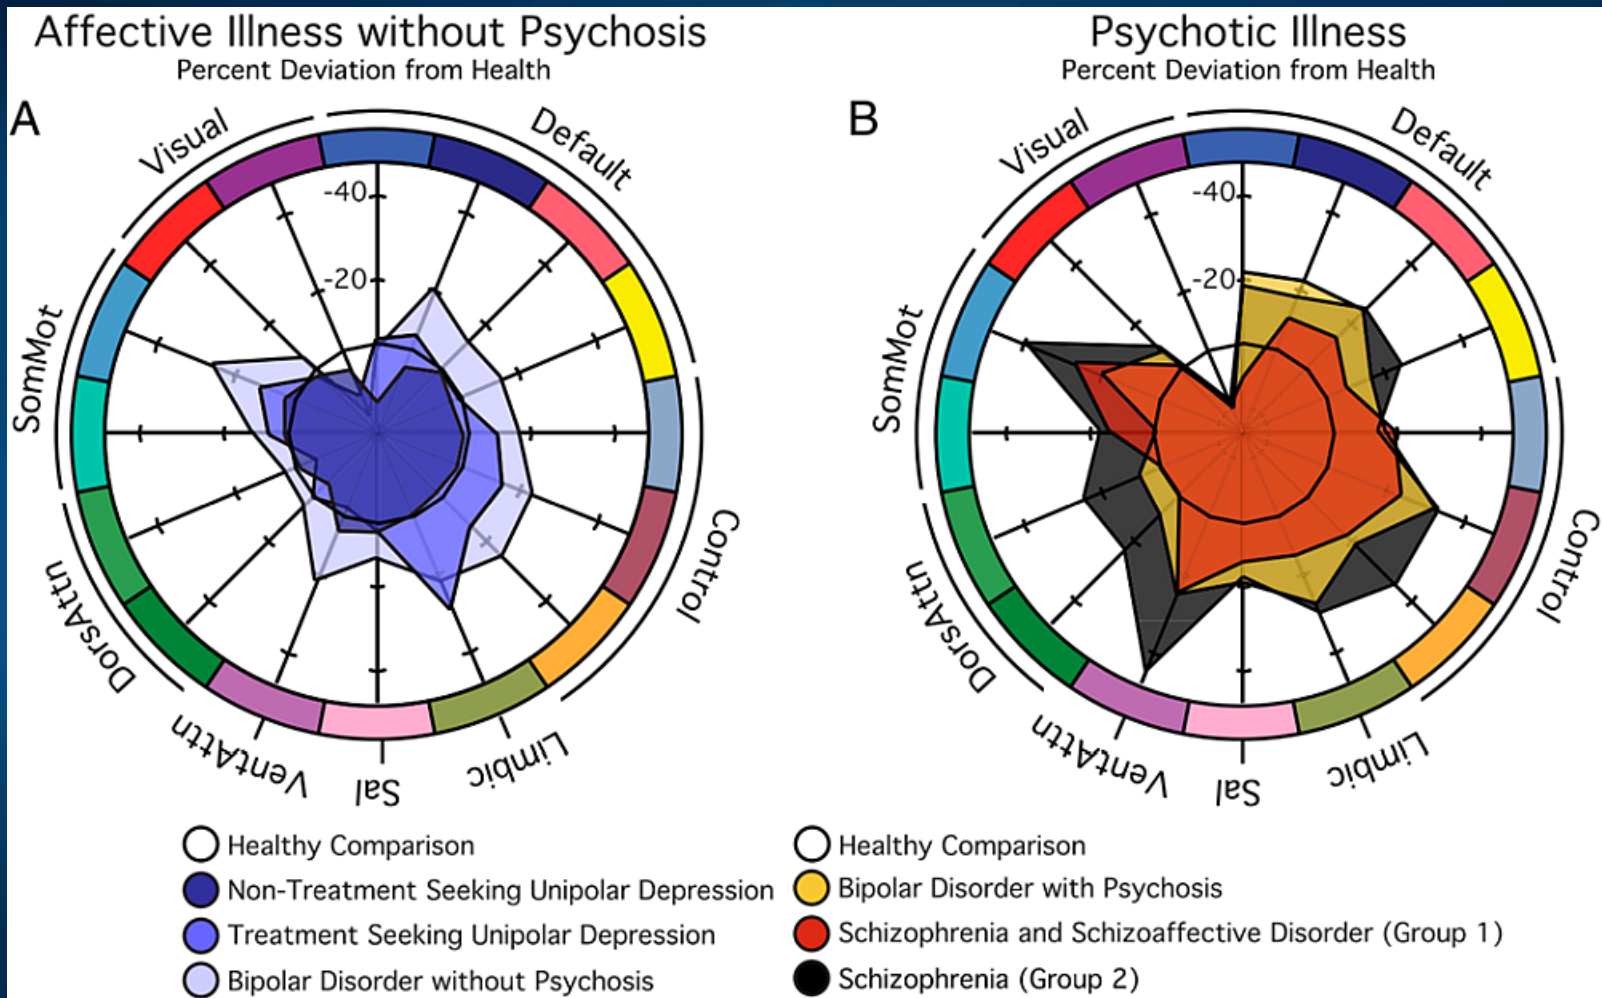 Affective Illness without Psychosis
Percent Deviation from Health
A
Visual
Default
SomMot
Control
DorsAttn
VentAttn
Sal
Limbic
-40
-20
Healthy Comparison
Non-Treatment Seeking Unipolar Depression
Treatment Seeking Unipolar Depression
Bipolar Disorder without Psychosis
Psychotic Illness
Percent Deviation from Health
B
Visual
Default
SomMot
Control
DorsAttn
VentAttn
Sal
Limbic
-40
-20
Healthy Comparison
Bipolar Disorder with Psychosis
Schizophrenia and Schizoaffective Disorder (Group 1)
Schizophrenia (Group 2)